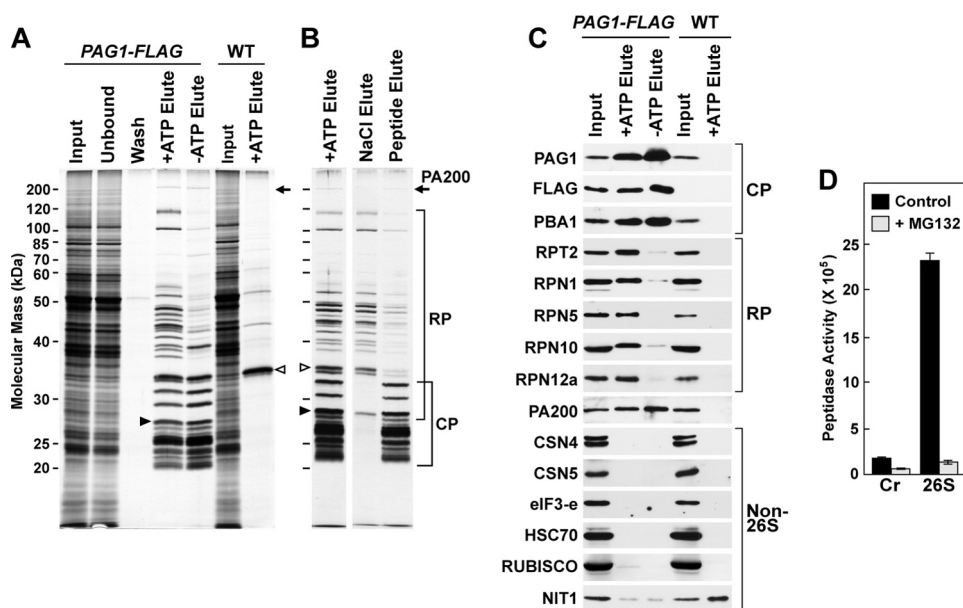 A
PAG1-FLAG
WT
Input
Unbound
Wash
+ATP Elute
-ATP Elute
Input
+ATP Elute
Molecular Mass (kDa)
200
120
100
85
70
60
50
40
30
25
20
B
+ATP Elute
NaCl Elute
Peptide Elute
PA200
RP
CP
C
PAG1-FLAG
WT
Input
+ATP Elute
-ATP Elute
Input
+ATP Elute
PAG1
FLAG
PBA1
RPT2
RPN1
RPN5
RPN10
RPN12a
PA200
CSN4
CSN5
eIF3-e
HSC70
RUBISCO
NIT1
CP
RP
Non-
26S
D
Control
+ MG132
Peptidase Activity (X 10⁵)
25
20
15
10
5
0
Cr
26S